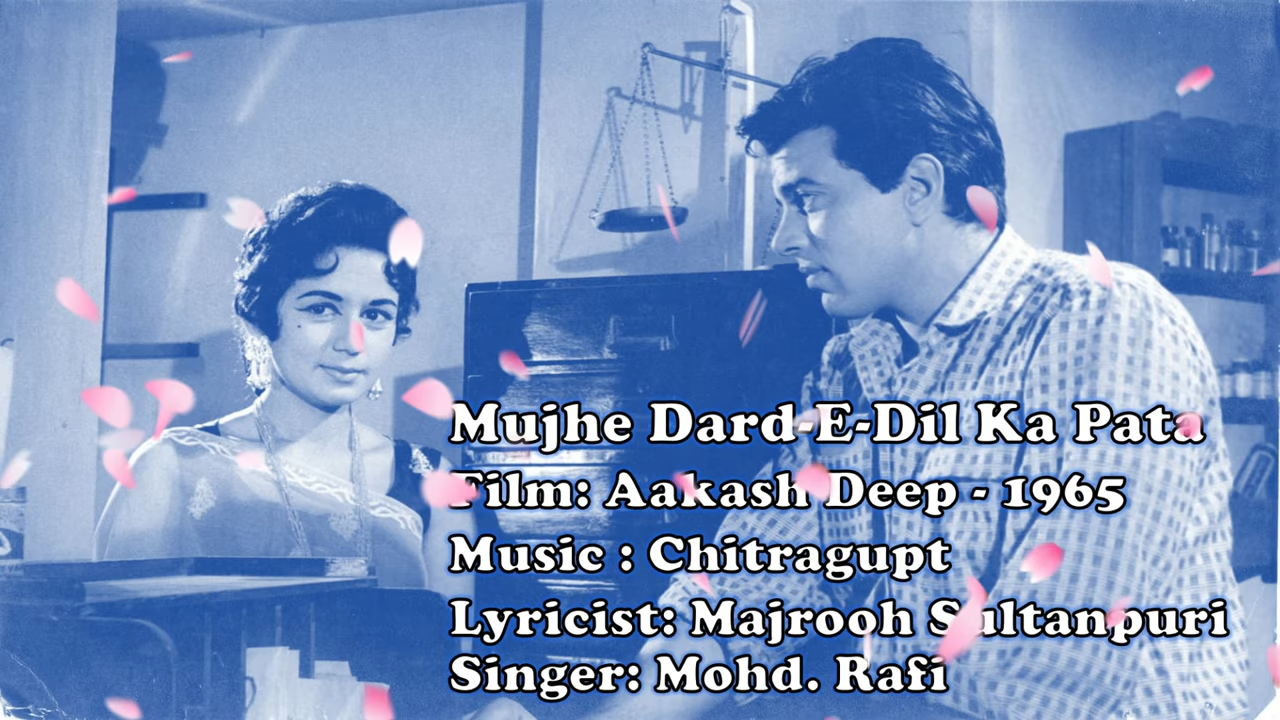 Mujhe Dard-E-Dil Ka Pata
Film: Aakash Deep - 1965
Music : Chitragupt
Lyricist: Majrooh Sultanpuri
Singer: Mohd. Rafi